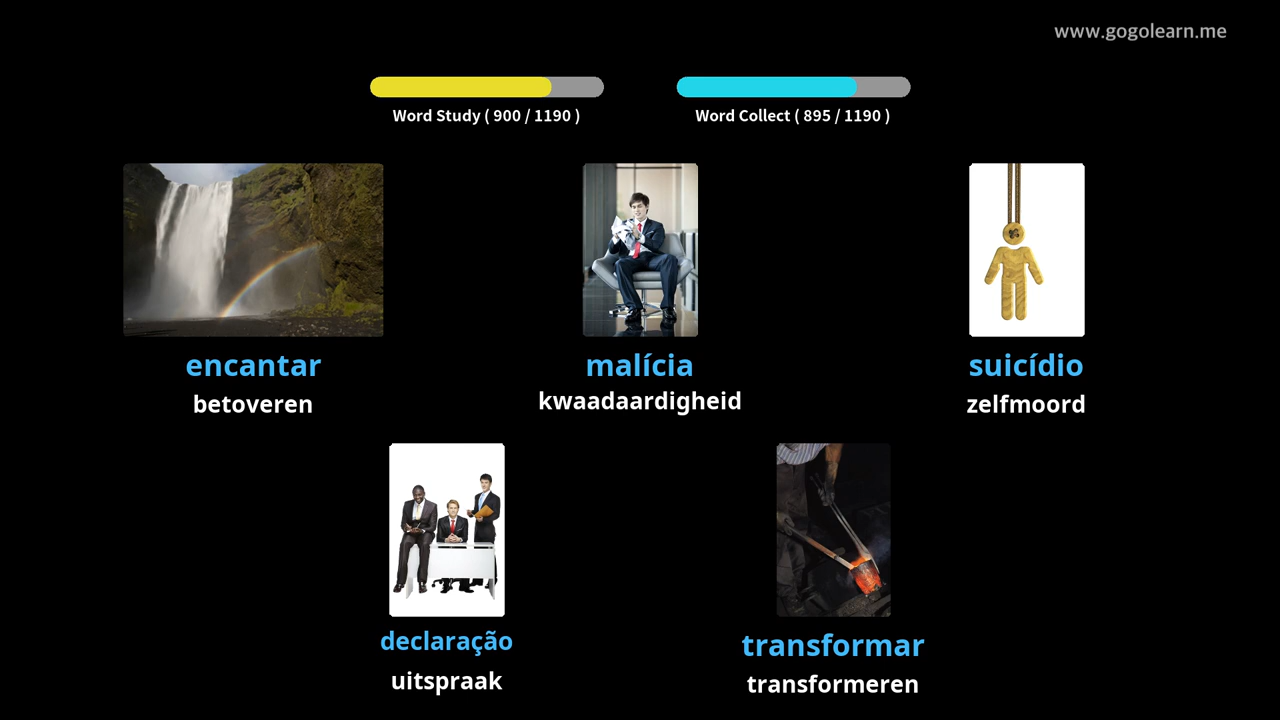 www.gogolearn.me
Word Study ( 900 / 1190 )
Word Collect ( 895 / 1190 )
encantar
betoveren
malícia
kwaadaardigheid
suicídio
zelfmoord
declaração
uitspraak
transformar
transformeren